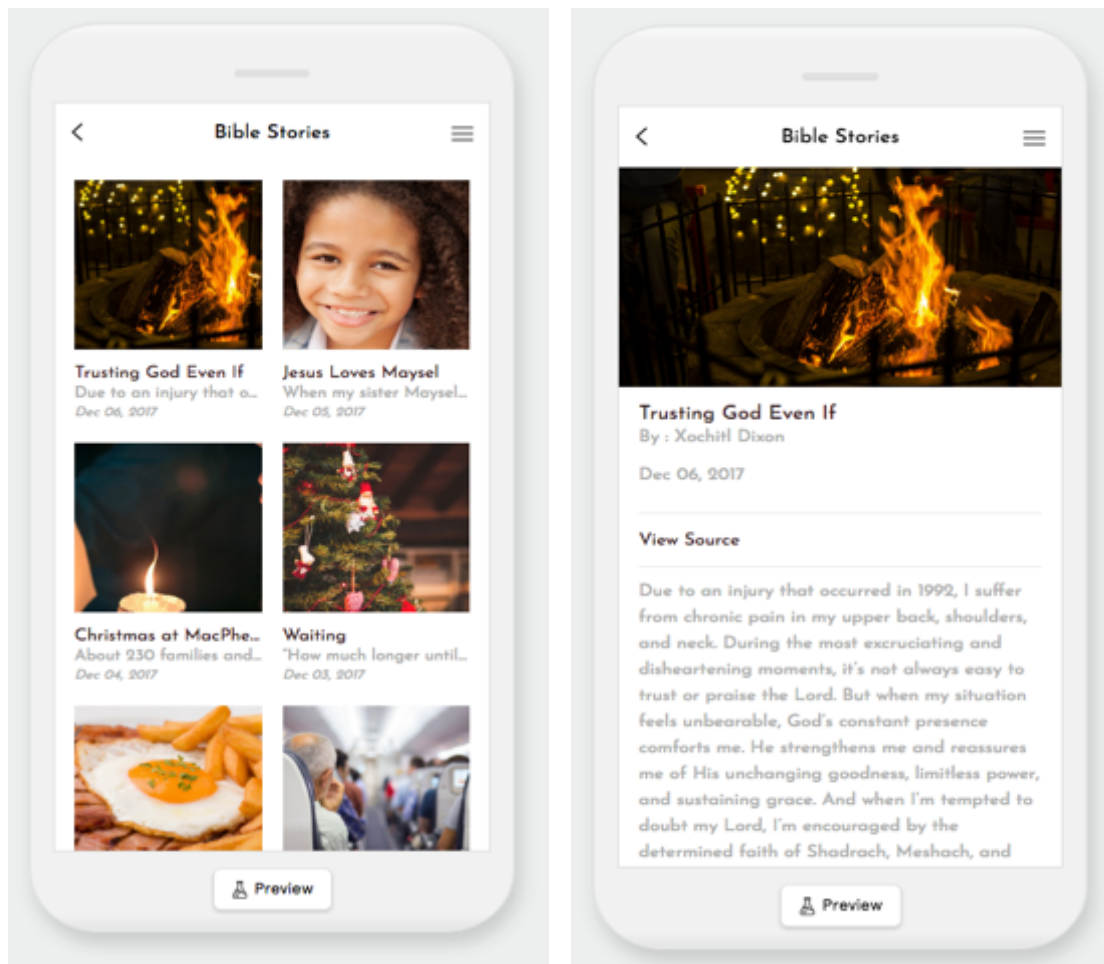 Bible Stories
Trusting God Even If
Due to an injury that o...
Dec 06, 2017
Jesus Loves Maysel
When my sister Maysel...
Dec 05, 2017
Christmas at MacPhe...
About 230 families and...
Dec 04, 2017
Waiting
"How much longer until...
Dec 03, 2017
Preview
Bible Stories
Trusting God Even If
By : Xochitl Dixon
Dec 06, 2017
View Source
Due to an injury that occurred in 1992, I suffer
from chronic pain in my upper back, shoulders,
and neck. During the most excruciating and
disheartening moments, it's not always easy to
trust or praise the Lord. But when my situation
feels unbearable, God's constant presence
comforts me. He strengthens me and reassures
me of His unchanging goodness, limitless power,
and sustaining grace. And when I'm tempted to
doubt my Lord, I'm encouraged by the
determined faith of Shadrach, Meshach, and
Preview